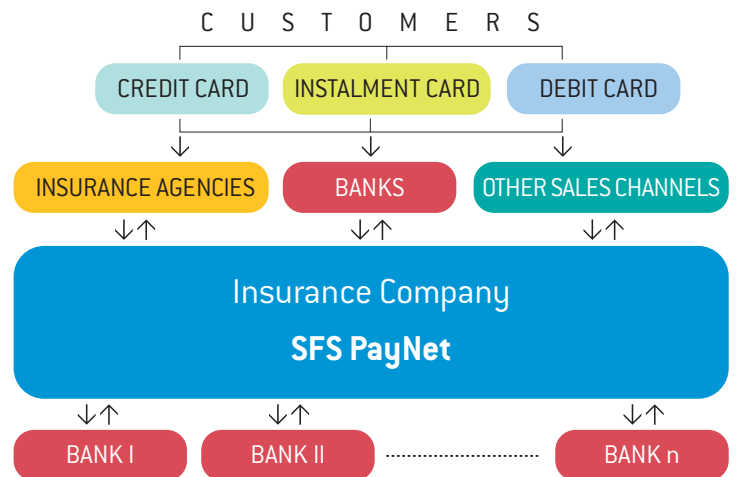 CUSTOMERS
CREDIT CARD
INSTALMENT CARD
DEBIT CARD
INSURANCE AGENCIES
BANKS
OTHER SALES CHANNELS
Insurance Company
SFS PayNet
BANK I
BANK II
BANK n